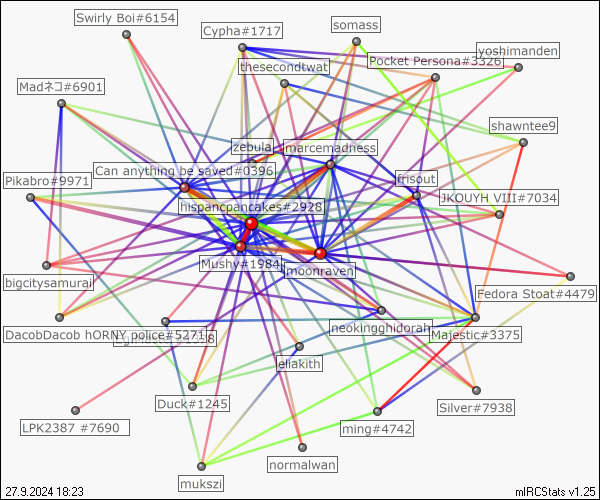 Swirly Boi#6154
somass
Cypha#1717
yoshimanden
Pocket Persona#3326
thesecondtwat
Madネコ#6901
shawntee9
zebula
marcemadness
Can anything be saved#0396
Pikabro#9971
frisout
JKOUYH_VIII#7034
hispancpancakes#2928
Mushy#1984
moonraven
bigcitysamurai
Fedora Stoat#4479
DacobDacob hORNY police#5271
neokingghidorah
Majestic#3375
eliakith
Duck#1245
Silver#7938
LPK2387 #7690
ming#4742
normalwan
mukszi
27.9.2024 18:23
mIRCStats v1.25